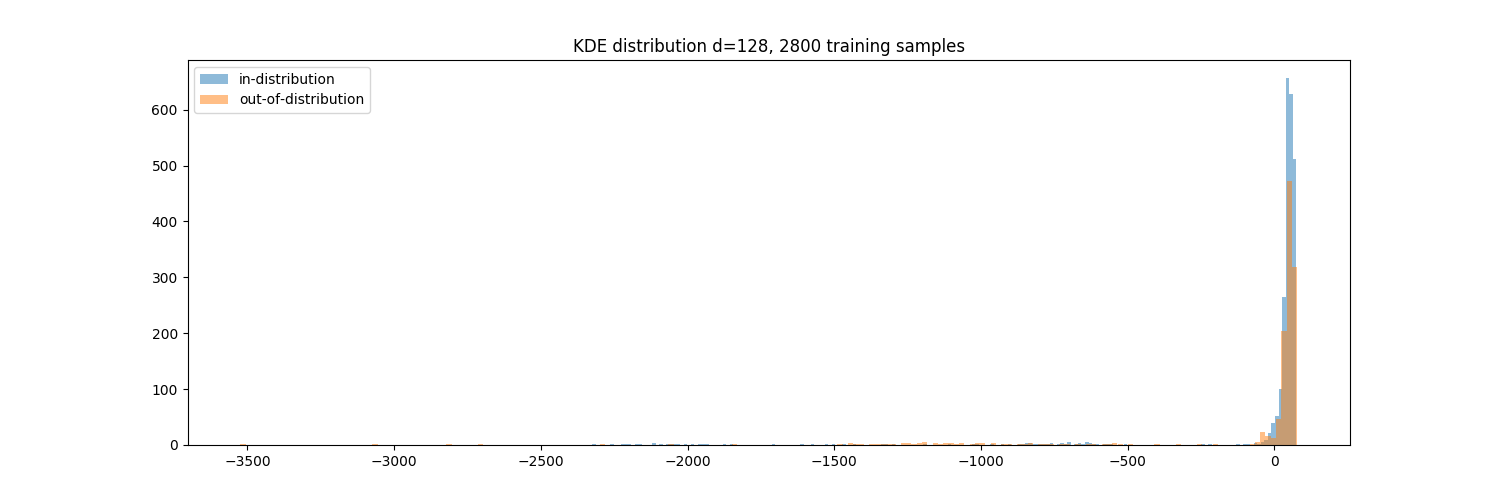 KDE distribution d=128, 2800 training samples
in-distribution
out-of-distribution
600
500
400
300
200
100
0
−3500 −3000 −2500 −2000 −1500 −1000 −500 0